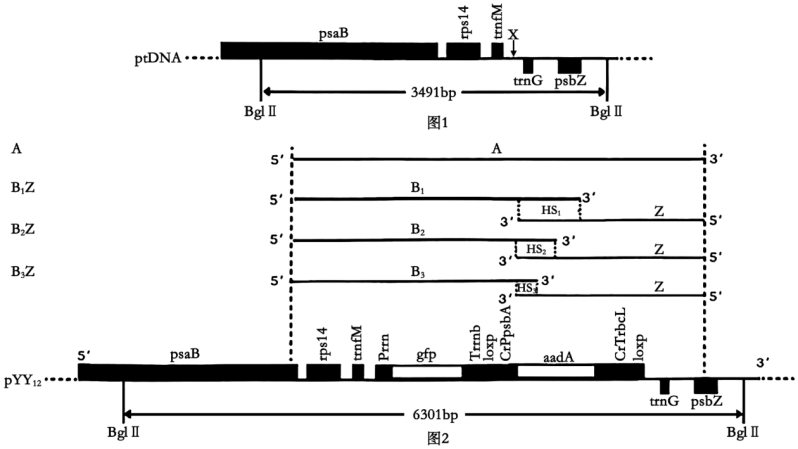 psaB
rps14
trnfM
X
ptDNA
trnG
psbZ
3491bp
BglⅡ
BglⅡ
图1
A
5′
A
3′
B₁Z
5′
B₁
3′
HS₁
3′
Z
5′
B₂Z
5′
B₂
3′
HS₂
3′
Z
5′
B₃Z
5′
B₃
3′
3′
Z
5′
5′
psaB
rps14
trnfM
Prrn
gfp
Trrnb
loxp
CrPpsbA
aadA
CrTrbcL
loxp
3′
pYY₁₂
trnG
psbZ
6301bp
BglⅡ
BglⅡ
图2